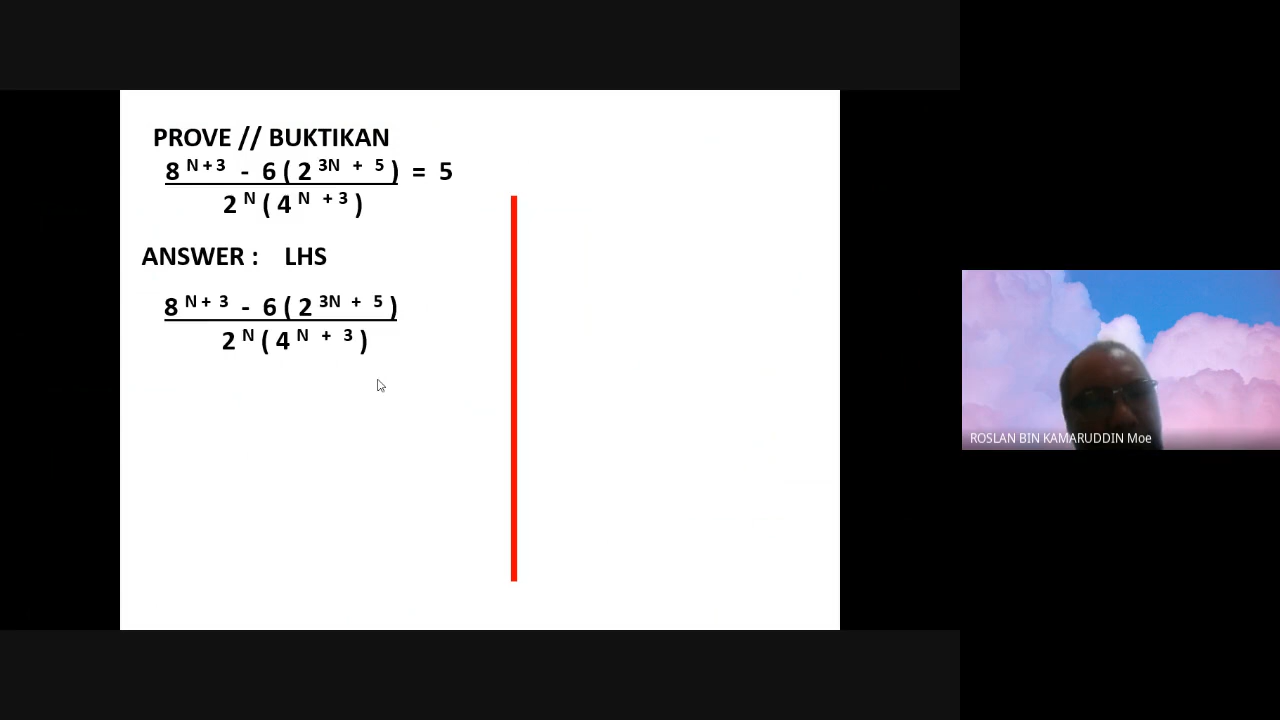 PROVE // BUKTIKAN
8 N + 3 - 6 ( 2 3N + 5 ) = 5
2 N ( 4 N + 3 )
ANSWER : LHS
8 N + 3 - 6 ( 2 3N + 5 )
2 N ( 4 N + 3 )
ROSLAN BIN KAMARUDDIN Moe